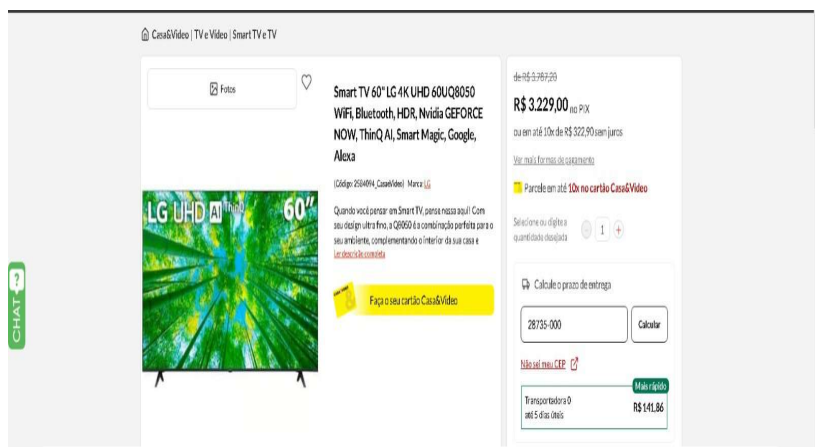 Casa&Video | TV e Video | Smart TV e TV
Fotos
LG UHD AI ThinQ
60"
Smart TV 60" LG 4K UHD 60UQ8050
WiFi, Bluetooth, HDR, Nvidia GEFORCE
NOW, ThinQ AI, Smart Magic, Google,
Alexa
(Código: 2504094_CasaeVideo) Marca: LG
Quando você pensar em Smart TV, pense nessa aqui! Com
seu design ultra fino, a Q8050 é a combinação perfeita para o
seu ambiente, complementando o interior da sua casa e
Ler descrição completa
Faça o seu cartão Casa&Video
de R$ 3.787,20
R$ 3.229,00 no PIX
ou em até 10x de R$ 322,90 sem juros
Ver mais formas de pagamento
Parcele em até 10x no cartão Casa&Video
Selecione ou digite a
quantidade desejada
- 1 +
Calcule o prazo de entrega
28735-000
Calcular
Não sei meu CEP
Mais rápido
Transportadora 0
até 5 dias úteis
R$ 141,86
CHAT ?